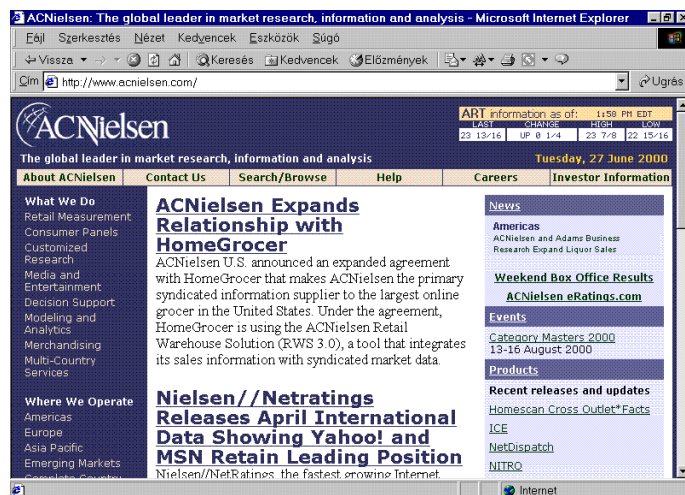 ACNielsen: The global leader in market research, information and analysis - Microsoft Internet Explorer
Fájl Szerkesztés Nézet Kedvencek Eszközök Súgó
Vissza Keresés Kedvencek Előzmények
Cím http://www.acnielsen.com/ Ugrás
ACNielsen
ART information as of: 1:58 PM EDT
LAST CHANGE HIGH LOW
23 13/16 UP 0 1/4 23 7/8 22 15/16
The global leader in market research, information and analysis
Tuesday, 27 June 2000
About ACNielsen Contact Us Search/Browse Help Careers Investor Information
What We Do
Retail Measurement
Consumer Panels
Customized
Research
Media and
Entertainment
Decision Support
Modeling and
Analytics
Merchandising
Multi-Country
Services
Where We Operate
Americas
Europe
Asia Pacific
Emerging Markets
Complete Country
ACNielsen Expands
Relationship with
HomeGrocer
ACNielsen U.S. announced an expanded agreement
with HomeGrocer that makes ACNielsen the primary
syndicated information supplier to the largest online
grocer in the United States. Under the agreement,
HomeGrocer is using the ACNielsen Retail
Warehouse Solution (RWS 3.0), a tool that integrates
its sales information with syndicated market data.
Nielsen//Netratings
Releases April International
Data Showing Yahoo! and
MSN Retain Leading Position
Nielsen//NetRatings, the fastest growing Internet
News
Americas
ACNielsen and Adams Business
Research Expand Liquor Sales
Weekend Box Office Results
ACNielsen eRatings.com
Events
Category Masters 2000
13-16 August 2000
Products
Recent releases and updates
Homescan Cross Outlet*Facts
ICE
NetDispatch
NITRO
Internet